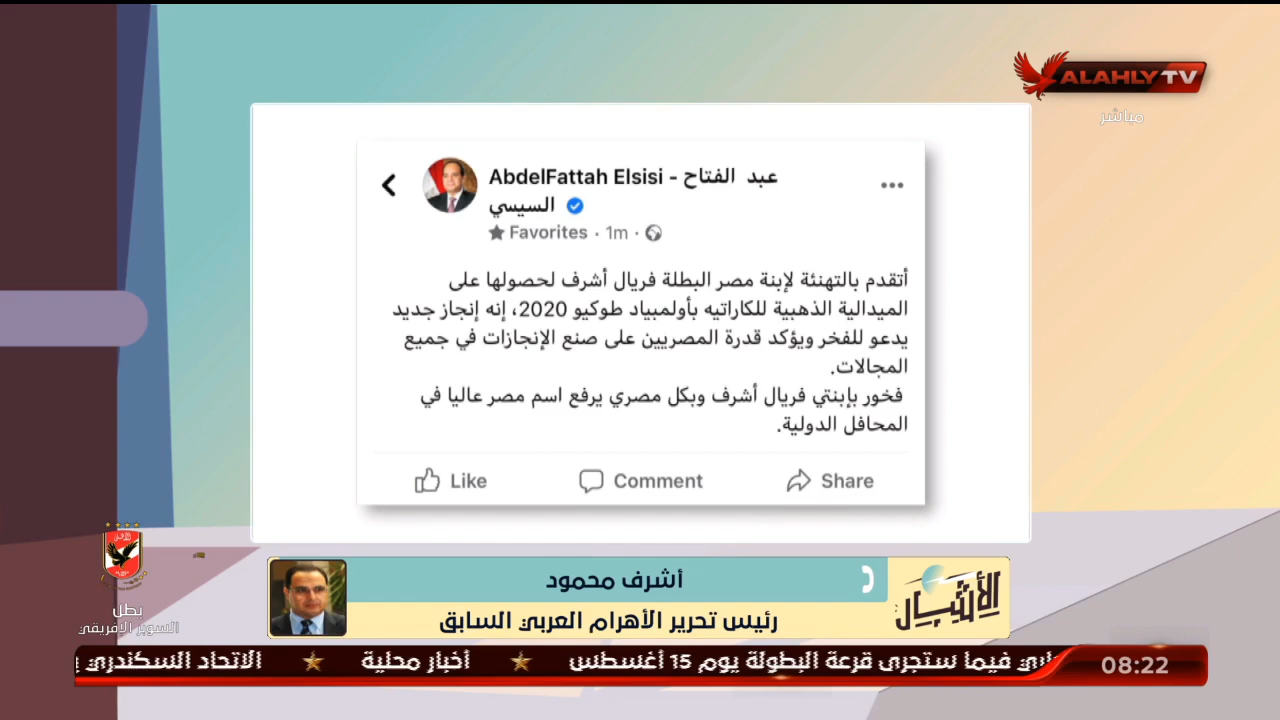 ALAHLY TV
مباشر
AbdelFattah Elsisi - عبد الفتاح
السيسي
Favorites · 1m ·
أتقدم بالتهنئة لإبنة مصر البطلة فريال أشرف لحصولها على
الميدالية الذهبية للكاراتيه بأولمبياد طوكيو 2020، إنه إنجاز جديد
يدعو للفخر ويؤكد قدرة المصريين على صنع الإنجازات في جميع
المجالات.
فخور بإبنتي فريال أشرف وبكل مصري يرفع اسم مصر عاليا في
المحافل الدولية.
Like Comment Share
أشرف محمود
رئيس تحرير الأهرام العربي السابق
الأشبال
بطل
السوبر الإفريقي
فيما ستجرى قرعة البطولة يوم 15 أغسطس ★ أخبار محلية ★ الاتحاد السكندري
08:22